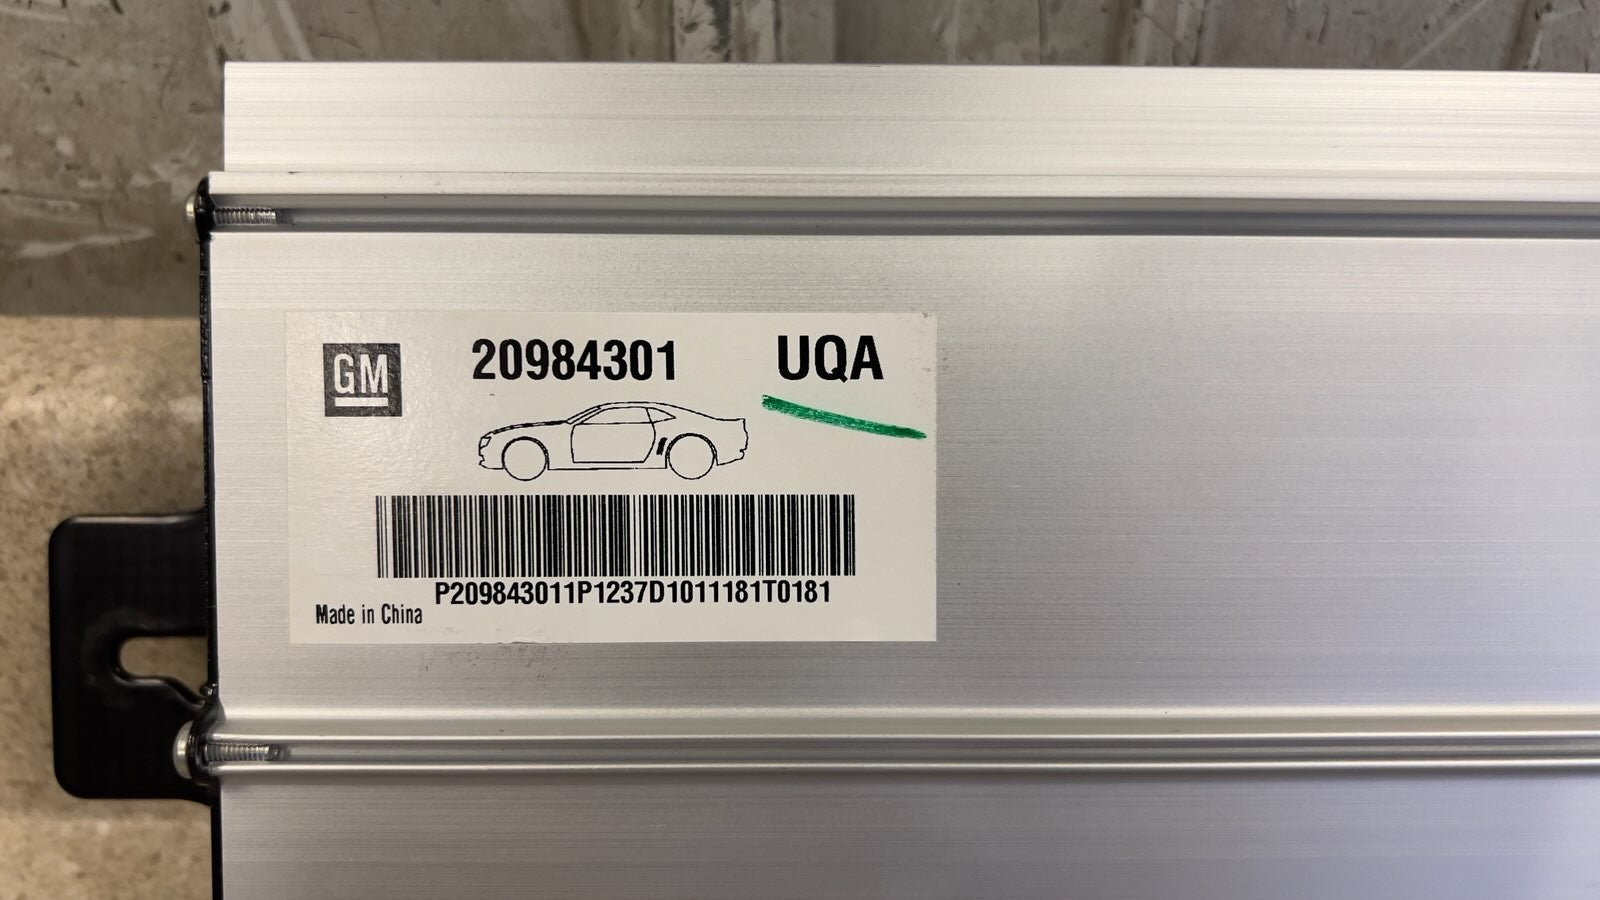 GM
20984301 UQA
P209843011P1237D1011181T0181
Made in China